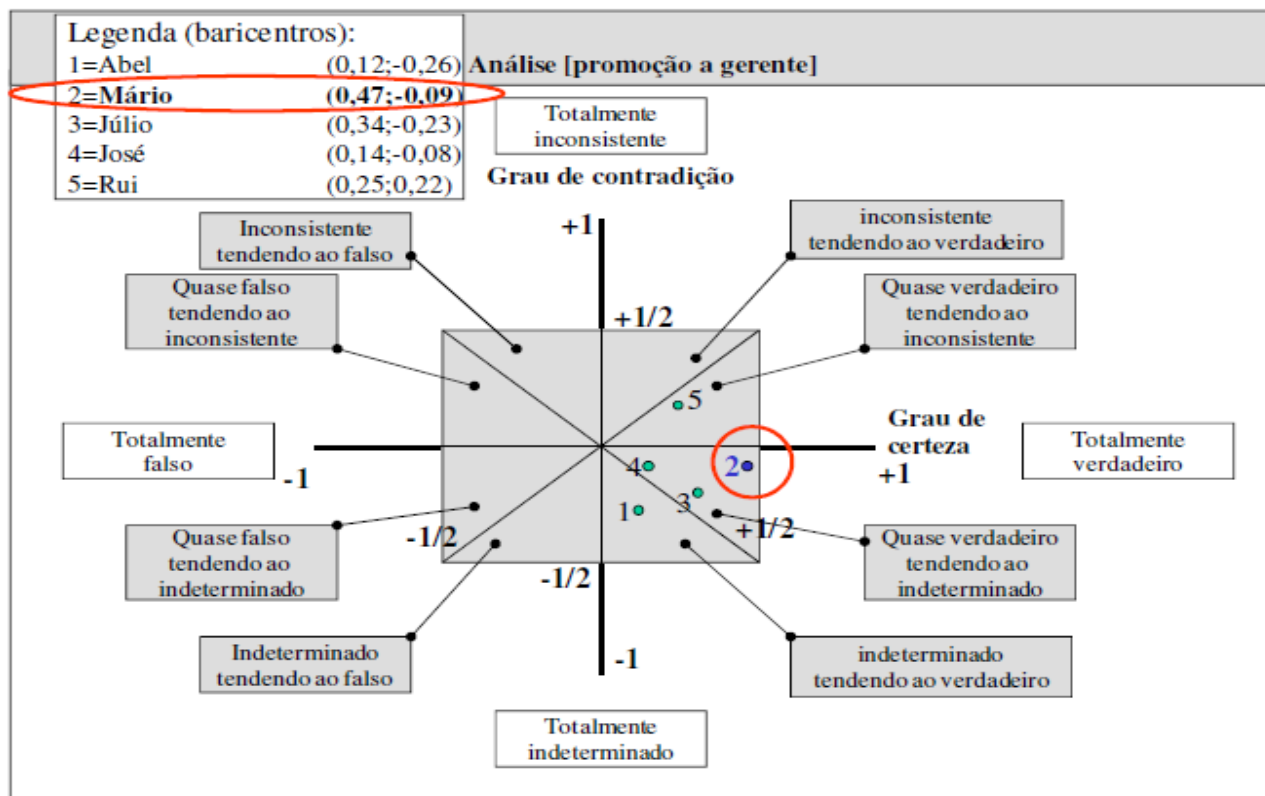 Legenda (baricentros):
1=Abel (0,12;-0,26) Análise [promoção a gerente]
2=Mário (0,47;-0,09)
3=Júlio (0,34;-0,23)
4=José (0,14;-0,08)
5=Rui (0,25;0,22)
Totalmente
inconsistente
Grau de contradição
Inconsistente
tendendo ao falso
inconsistente
tendendo ao verdadeiro
+1
Quase falso
tendendo ao
inconsistente
Quase verdadeiro
tendendo ao
inconsistente
+1/2
5
Totalmente
falso
-1
Grau de
certeza
+1
Totalmente
verdadeiro
4
2
3
1
-1/2
+1/2
Quase falso
tendendo ao
indeterminado
Quase verdadeiro
tendendo ao
indeterminado
-1/2
Indeterminado
tendendo ao falso
-1
indeterminado
tendendo ao verdadeiro
Totalmente
indeterminado